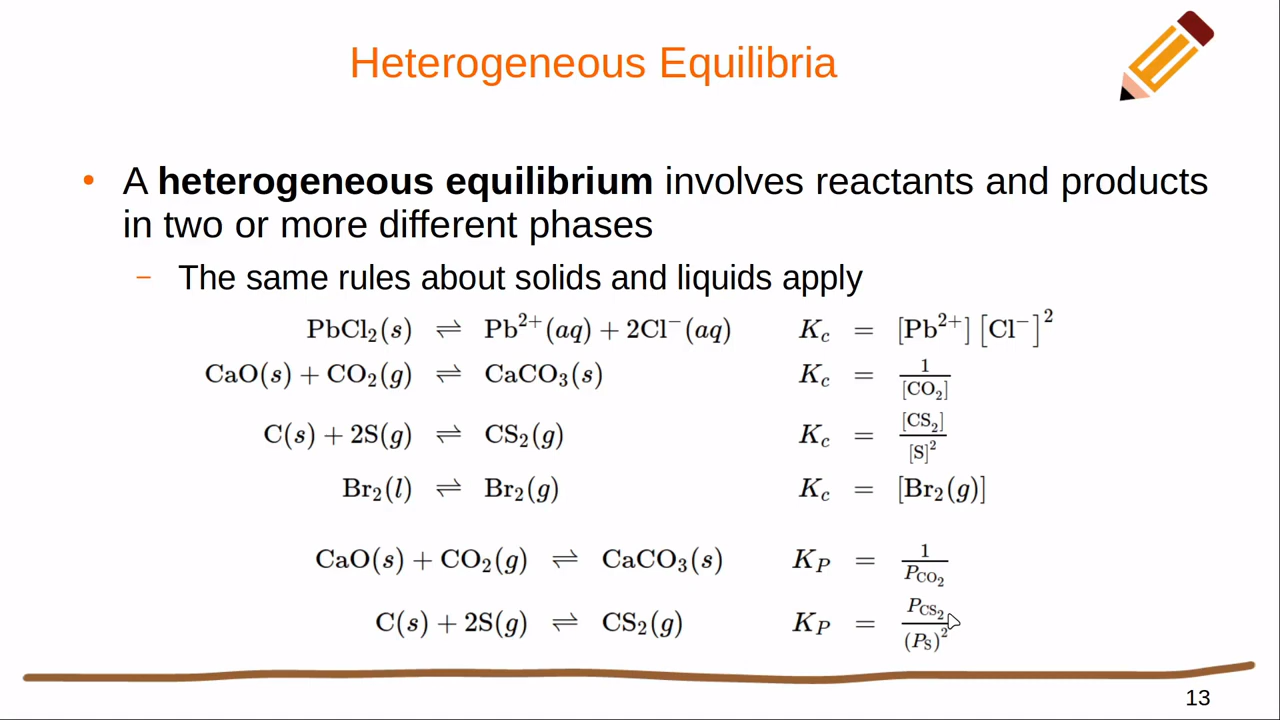 Heterogeneous Equilibria
• A heterogeneous equilibrium involves reactants and products
in two or more different phases
– The same rules about solids and liquids apply
PbCl₂(s) ⇌ Pb²⁺(aq) + 2Cl⁻(aq) K_c = [Pb²⁺] [Cl⁻]²
CaO(s) + CO₂(g) ⇌ CaCO₃(s) K_c = 1/[CO₂]
C(s) + 2S(g) ⇌ CS₂(g) K_c = [CS₂]/[S]²
Br₂(l) ⇌ Br₂(g) K_c = [Br₂(g)]
CaO(s) + CO₂(g) ⇌ CaCO₃(s) K_P = 1/P_CO₂
C(s) + 2S(g) ⇌ CS₂(g) K_P = P_CS₂/(P_S)²
13